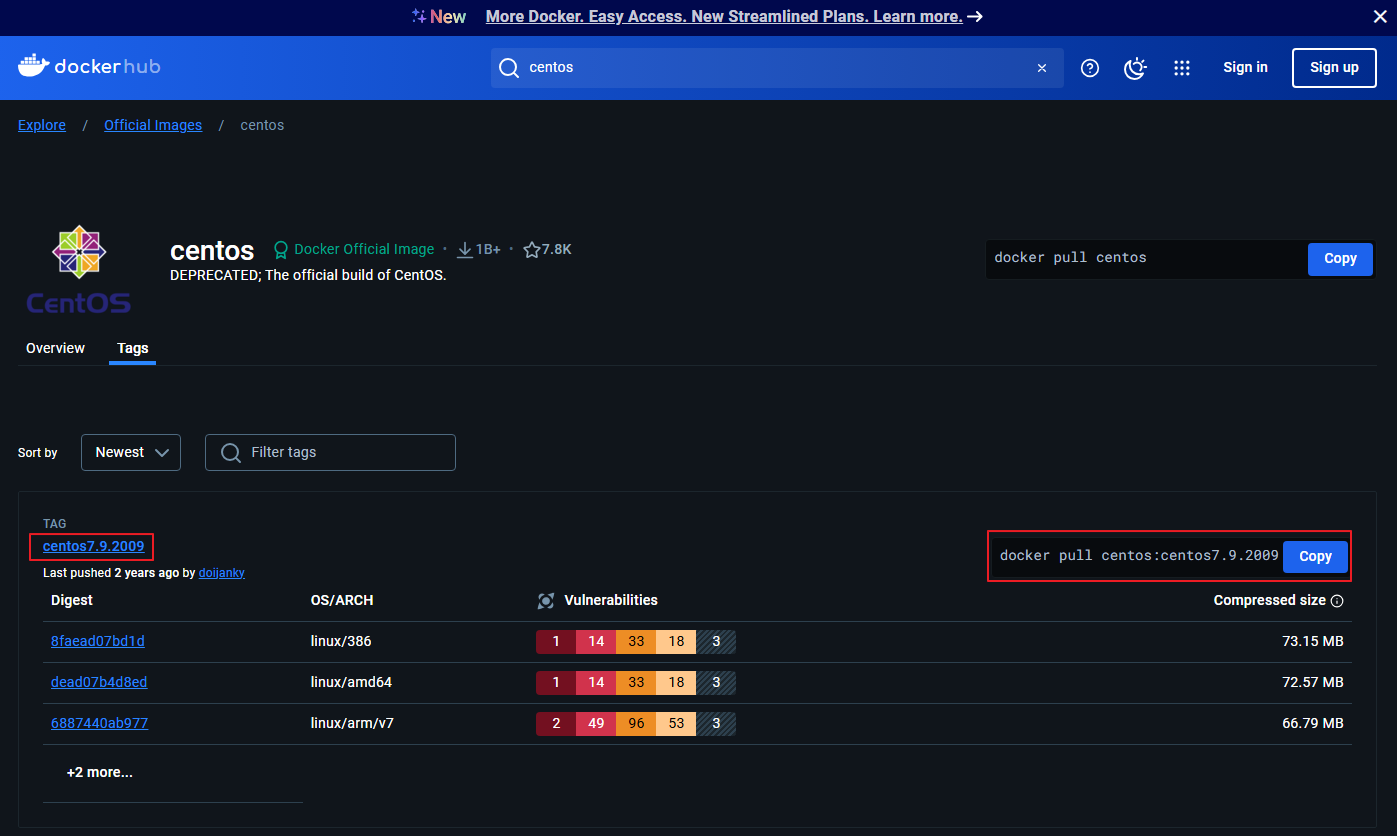 New More Docker. Easy Access. New Streamlined Plans. Learn more.
dockerhub centos Sign in Sign up
Explore / Official Images / centos
centos Docker Official Image · 1B+ · 7.8K
DEPRECATED; The official build of CentOS.
docker pull centos Copy
CentOS
Overview Tags
Sort by Newest Filter tags
TAG
centos7.9.2009
docker pull centos:centos7.9.2009 Copy
Last pushed 2 years ago by doijanky
Digest OS/ARCH Vulnerabilities Compressed size
8faead07bd1d linux/386 1 14 33 18 3 73.15 MB
dead07b4d8ed linux/amd64 1 14 33 18 3 72.57 MB
6887440ab977 linux/arm/v7 2 49 96 53 3 66.79 MB
+2 more...